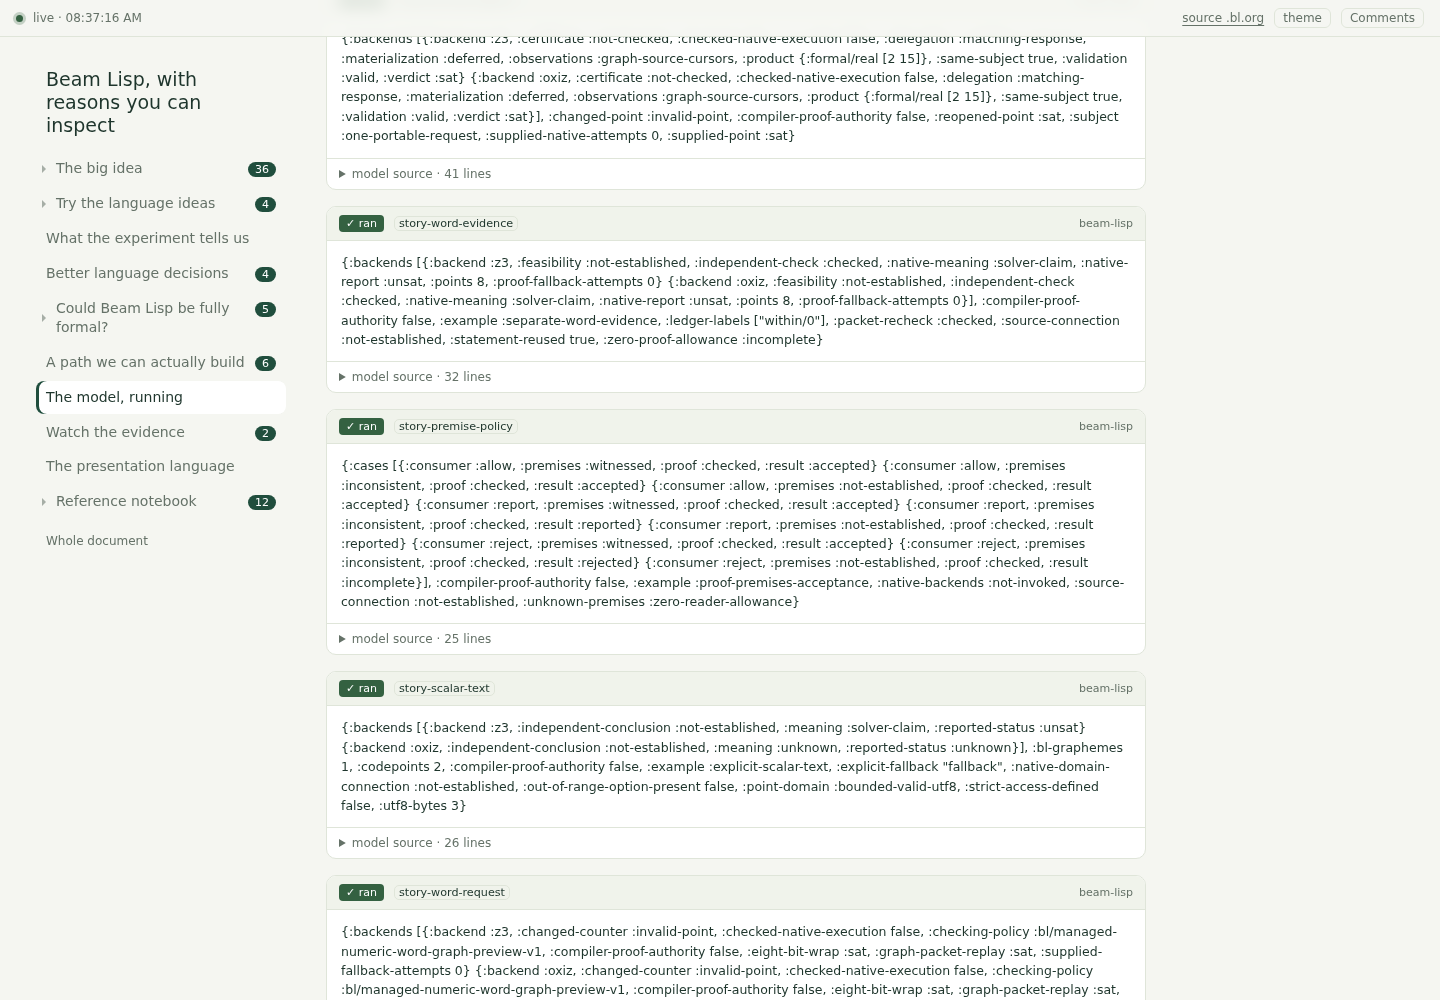 live · 08:37:16 AM
source .bl.org
theme
Comments
Beam Lisp, with
reasons you can
inspect
The big idea
36
Try the language ideas
4
What the experiment tells us
Better language decisions
4
Could Beam Lisp be fully
formal?
5
A path we can actually build
6
The model, running
Watch the evidence
2
The presentation language
Reference notebook
12
Whole document
{:backends [{:backend :z3, :certificate :not-checked, :checked-native-execution false, :delegation :matching-response,
:materialization :deferred, :observations :graph-source-cursors, :product {:formal/real [2 15]}, :same-subject true, :validation
:valid, :verdict :sat} {:backend :oxiz, :certificate :not-checked, :checked-native-execution false, :delegation :matching-
response, :materialization :deferred, :observations :graph-source-cursors, :product {:formal/real [2 15]}, :same-subject true,
:validation :valid, :verdict :sat}], :changed-point :invalid-point, :compiler-proof-authority false, :reopened-point :sat, :subject
:one-portable-request, :supplied-native-attempts 0, :supplied-point :sat}
model source · 41 lines
✓ ran
story-word-evidence
beam-lisp
{:backends [{:backend :z3, :feasibility :not-established, :independent-check :checked, :native-meaning :solver-claim, :native-
report :unsat, :points 8, :proof-fallback-attempts 0} {:backend :oxiz, :feasibility :not-established, :independent-check
:checked, :native-meaning :solver-claim, :native-report :unsat, :points 8, :proof-fallback-attempts 0}], :compiler-proof-
authority false, :example :separate-word-evidence, :ledger-labels ["within/0"], :packet-recheck :checked, :source-connection
:not-established, :statement-reused true, :zero-proof-allowance :incomplete}
model source · 32 lines
✓ ran
story-premise-policy
beam-lisp
{:cases [{:consumer :allow, :premises :witnessed, :proof :checked, :result :accepted} {:consumer :allow, :premises
:inconsistent, :proof :checked, :result :accepted} {:consumer :allow, :premises :not-established, :proof :checked, :result
:accepted} {:consumer :report, :premises :witnessed, :proof :checked, :result :accepted} {:consumer :report, :premises
:inconsistent, :proof :checked, :result :reported} {:consumer :report, :premises :not-established, :proof :checked, :result
:reported} {:consumer :reject, :premises :witnessed, :proof :checked, :result :accepted} {:consumer :reject, :premises
:inconsistent, :proof :checked, :result :rejected} {:consumer :reject, :premises :not-established, :proof :checked, :result
:incomplete}], :compiler-proof-authority false, :example :proof-premises-acceptance, :native-backends :not-invoked, :source-
connection :not-established, :unknown-premises :zero-reader-allowance}
model source · 25 lines
✓ ran
story-scalar-text
beam-lisp
{:backends [{:backend :z3, :independent-conclusion :not-established, :meaning :solver-claim, :reported-status :unsat}
{:backend :oxiz, :independent-conclusion :not-established, :meaning :unknown, :reported-status :unknown}], :bl-graphemes
1, :codepoints 2, :compiler-proof-authority false, :example :explicit-scalar-text, :explicit-fallback "fallback", :native-domain-
connection :not-established, :out-of-range-option-present false, :point-domain :bounded-valid-utf8, :strict-access-defined
false, :utf8-bytes 3}
model source · 26 lines
✓ ran
story-word-request
beam-lisp
{:backends [{:backend :z3, :changed-counter :invalid-point, :checked-native-execution false, :checking-policy :bl/managed-
numeric-word-graph-preview-v1, :compiler-proof-authority false, :eight-bit-wrap :sat, :graph-packet-replay :sat, :supplied-
fallback-attempts 0} {:backend :oxiz, :changed-counter :invalid-point, :checked-native-execution false, :checking-policy
:bl/managed-numeric-word-graph-preview-v1, :compiler-proof-authority false, :eight-bit-wrap :sat, :graph-packet-replay :sat,